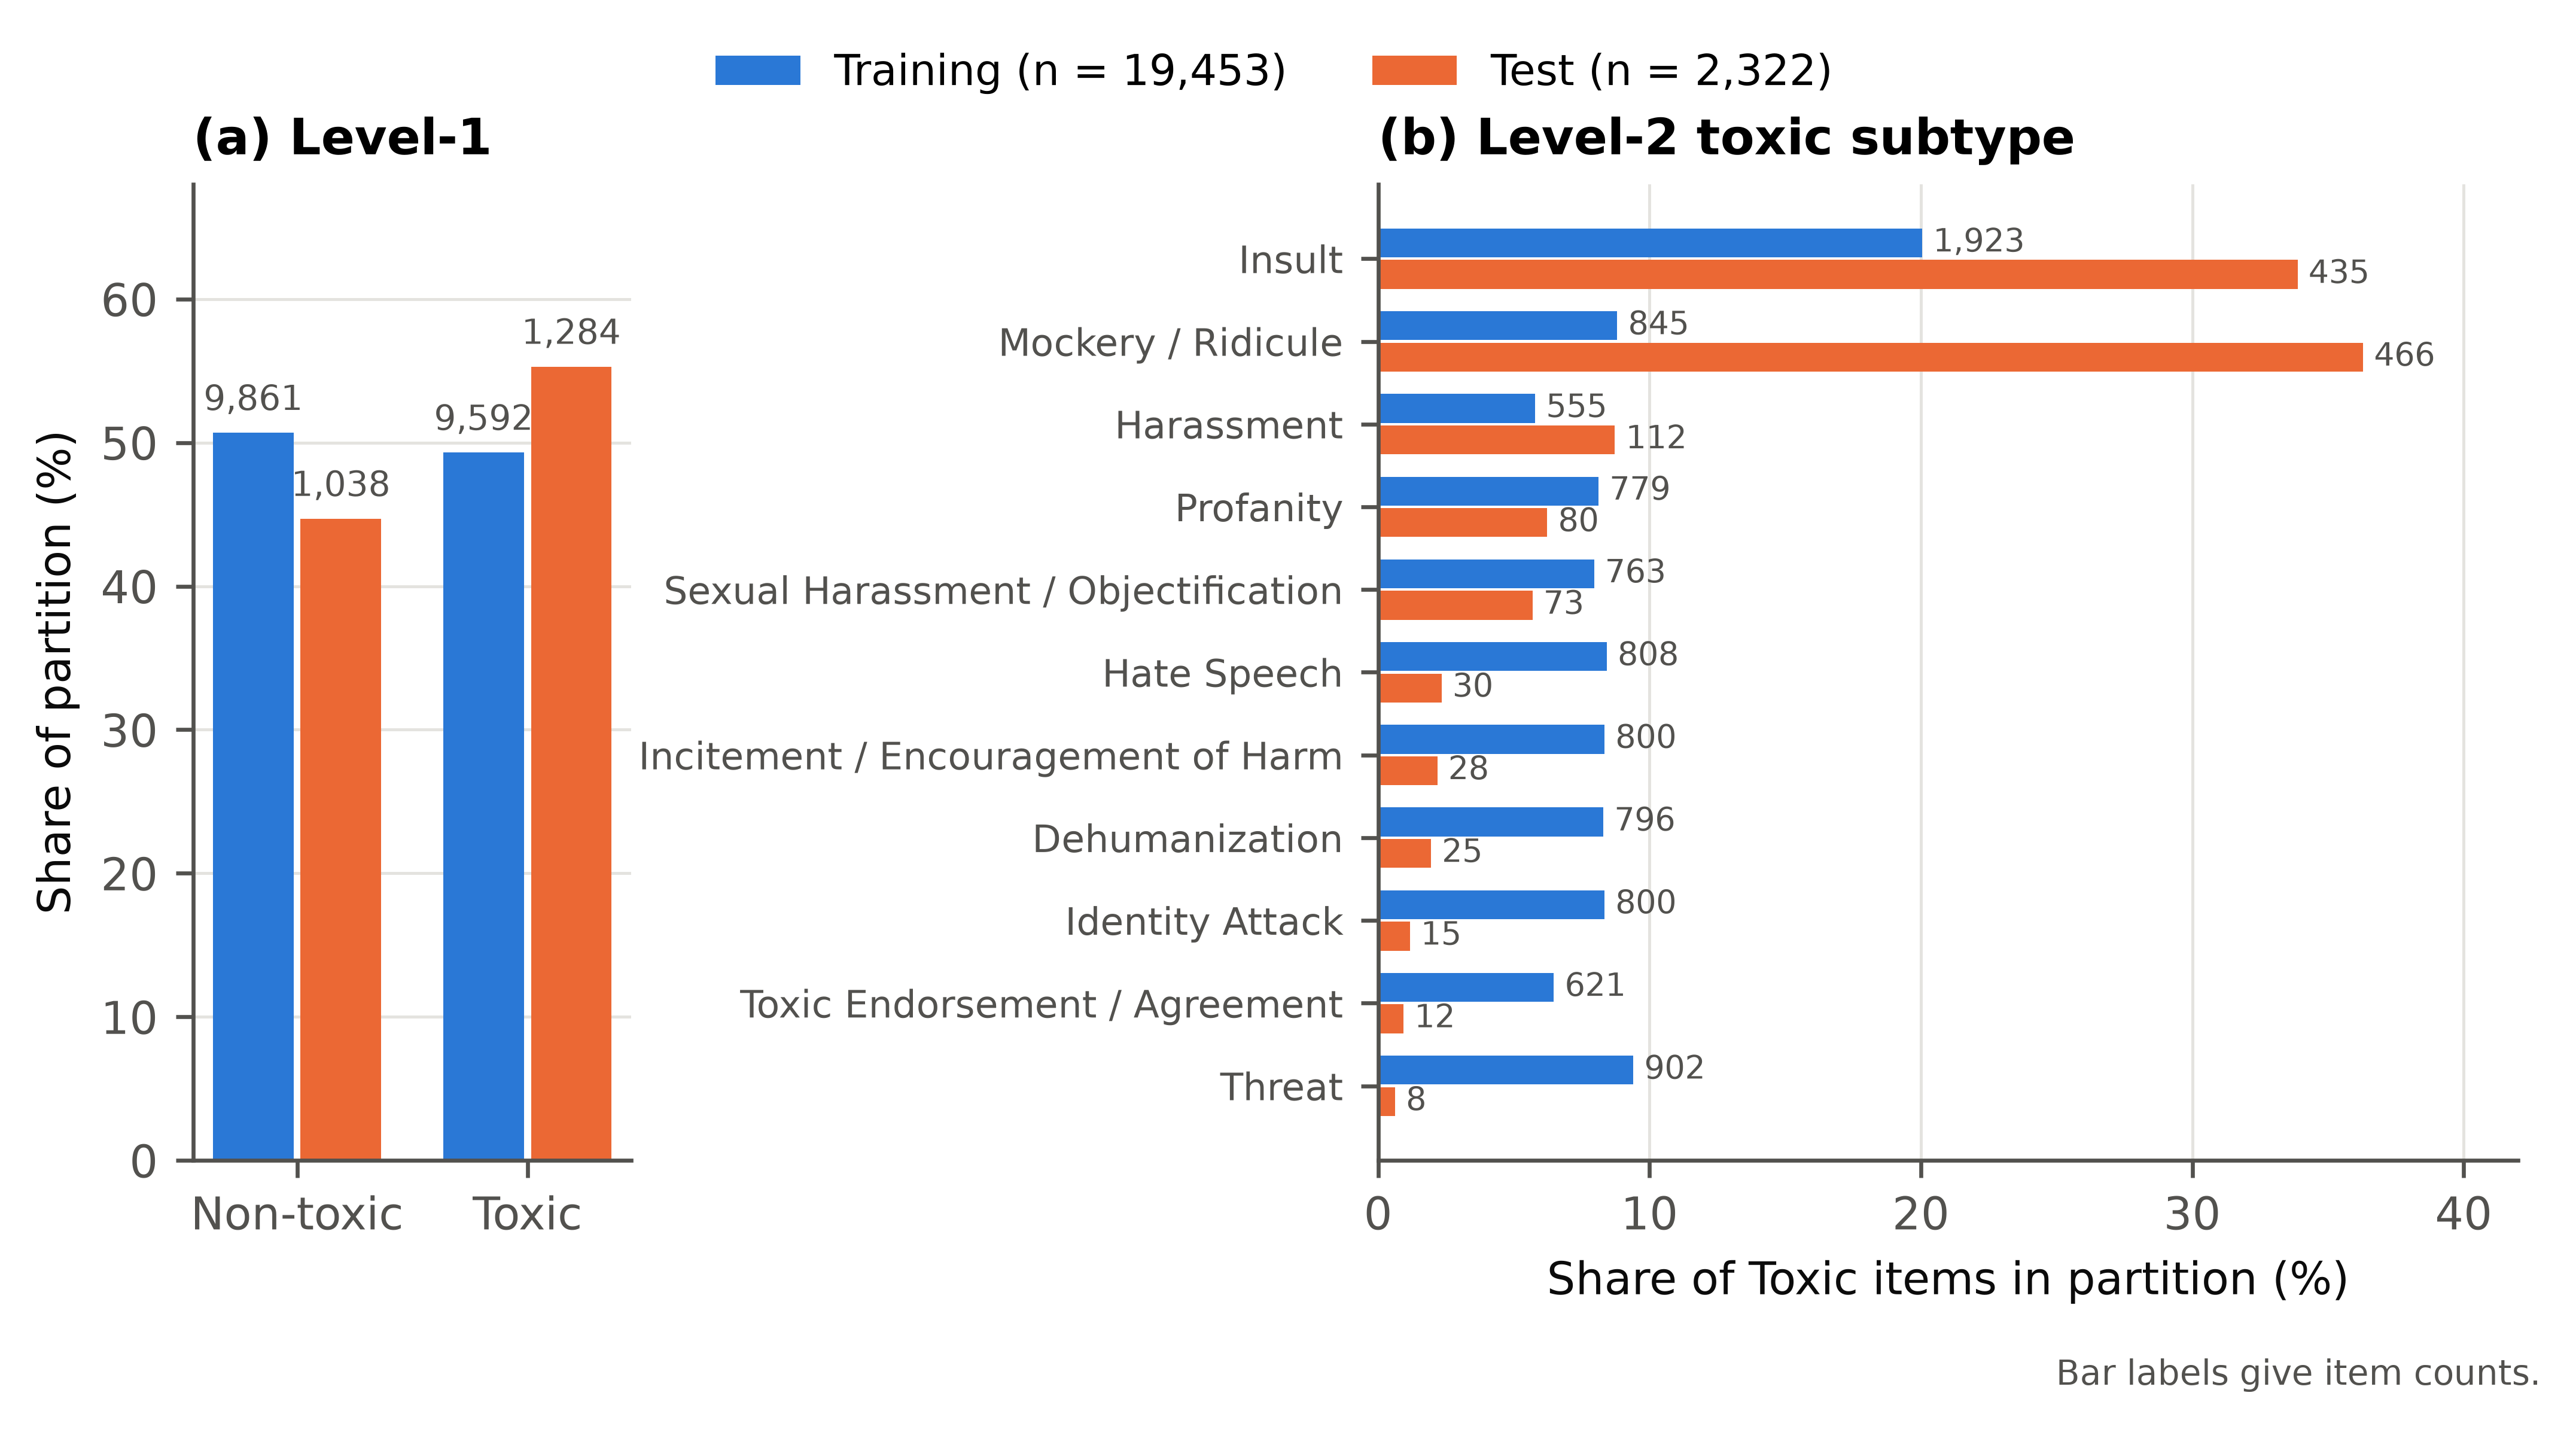 Training (n = 19,453)
Test (n = 2,322)
(a) Level-1
Share of partition (%)
60
50
40
30
20
10
0
9,861
1,038
9,592
1,284
Non-toxic
Toxic
(b) Level-2 toxic subtype
Insult
1,923
435
Mockery / Ridicule
845
466
Harassment
555
112
Profanity
779
80
Sexual Harassment / Objectification
763
73
Hate Speech
808
30
Incitement / Encouragement of Harm
800
28
Dehumanization
796
25
Identity Attack
800
15
Toxic Endorsement / Agreement
621
12
Threat
902
8
0
10
20
30
40
Share of Toxic items in partition (%)
Bar labels give item counts.